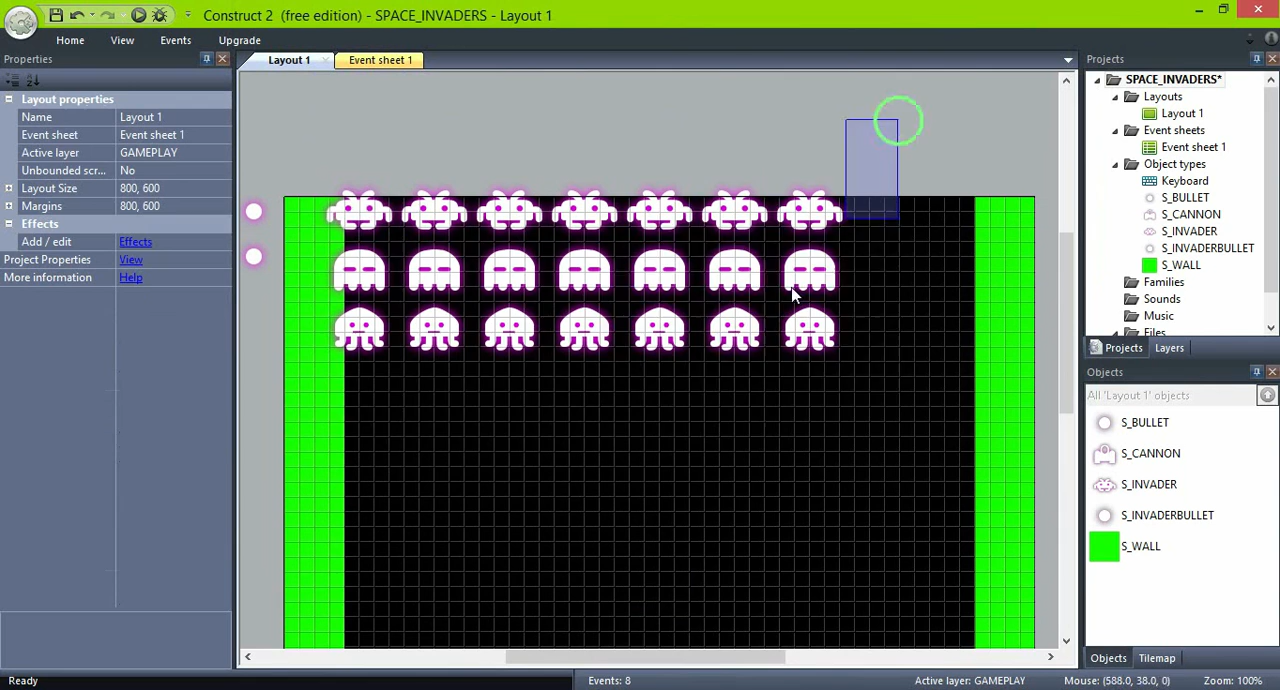 Construct 2 (free edition) - SPACE_INVADERS - Layout 1
Home View Events Upgrade
Properties
Layout properties
Name Layout 1
Event sheet Event sheet 1
Active layer GAMEPLAY
Unbounded scr... No
Layout Size 800, 600
Margins 800, 600
Effects
Add / edit Effects
Project Properties View
More information Help
Layout 1 Event sheet 1
Projects
SPACE_INVADERS*
Layouts
Layout 1
Event sheets
Event sheet 1
Object types
Keyboard
S_BULLET
S_CANNON
S_INVADER
S_INVADERBULLET
S_WALL
Families
Sounds
Music
Files
Projects Layers
Objects
All 'Layout 1' objects
S_BULLET
S_CANNON
S_INVADER
S_INVADERBULLET
S_WALL
Objects Tilemap
Ready Events: 8 Active layer: GAMEPLAY Mouse: (588.0, 38.0, 0) Zoom: 100%